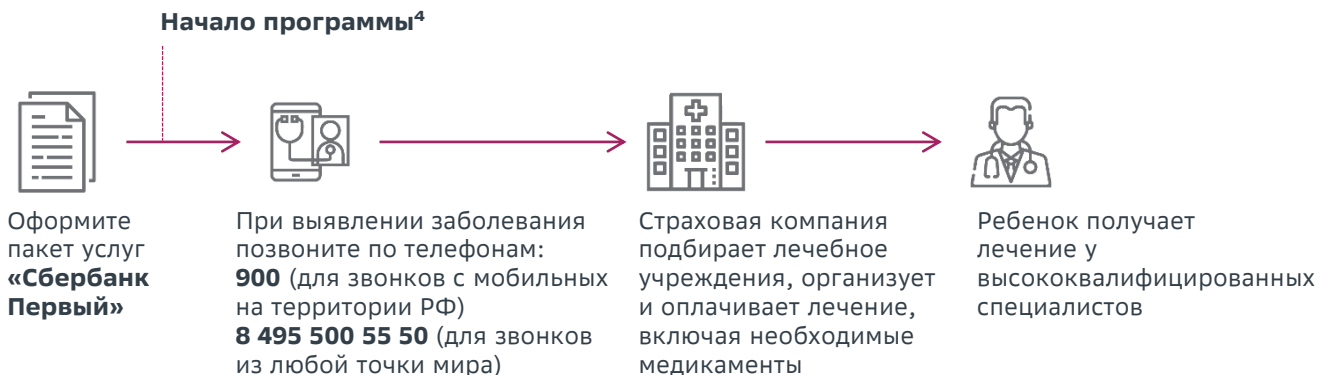 Начало программы⁴
Оформите
пакет услуг
«Сбербанк
Первый»
При выявлении заболевания
позвоните по телефонам:
900 (для звонков с мобильных
на территории РФ)
8 495 500 55 50 (для звонков
из любой точки мира)
Страховая компания
подбирает лечебное
учреждения, организует
и оплачивает лечение,
включая необходимые
медикаменты
Ребенок получает
лечение у
высококвалифицированных
специалистов